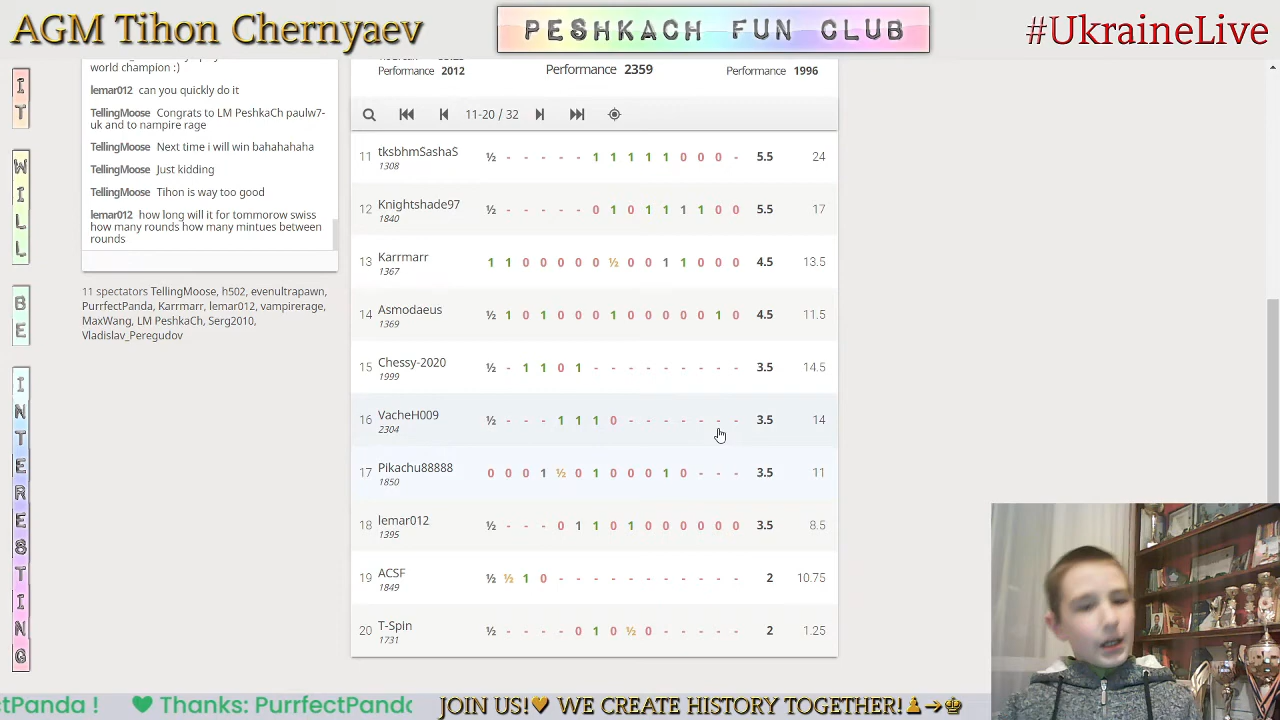 AGM Tihon Chernyaev
PESHKACH FUN CLUB
#UkraineLive
IT
WILL
BE
INTERESTING
world champion :)
lemar012 can you quickly do it
TellingMoose Congrats to LM PeshkaCh paulw7-
uk and to nampire rage
TellingMoose Next time i will win bahahahaha
TellingMoose Just kidding
TellingMoose Tihon is way too good
lemar012 how long will it for tommorow swiss
how many rounds how many mintues between
rounds
11 spectators TellingMoose, h502, evenultrapawn,
PurrfectPanda, Karrmarr, lemar012, vampirerage,
MaxWang, LM PeshkaCh, Serg2010,
Vladislav_Peregudov
Performance 2012 Performance 2359 Performance 1996
11-20 / 32
11 tksbhmSashaS ½ - - - - - 1 1 1 1 1 0 0 0 - 5.5 24
1308
12 Knightshade97 ½ - - - - - 0 1 0 1 1 1 1 0 0 5.5 17
1840
13 Karrmarr 1 1 0 0 0 0 0 ½ 0 0 1 1 0 0 0 4.5 13.5
1367
14 Asmodaeus ½ 1 0 1 0 0 0 1 0 0 0 0 0 1 0 4.5 11.5
1369
15 Chessy-2020 ½ - 1 1 0 1 - - - - - - - - - 3.5 14.5
1999
16 VacheH009 ½ - - - 1 1 1 0 - - - - - - - 3.5 14
2304
17 Pikachu88888 0 0 0 1 ½ 0 1 0 0 0 1 0 - - - 3.5 11
1850
18 lemar012 ½ - - - 0 1 1 0 1 0 0 0 0 0 0 3.5 8.5
1395
19 ACSF ½ ½ 1 0 - - - - - - - - - - - 2 10.75
1849
20 T-Spin ½ - - - - 0 1 0 ½ 0 - - - - - 2 1.25
1731
ctPanda ! Thanks: PurrfectPand
JOIN US! WE CREATE HISTORY TOGETHER!